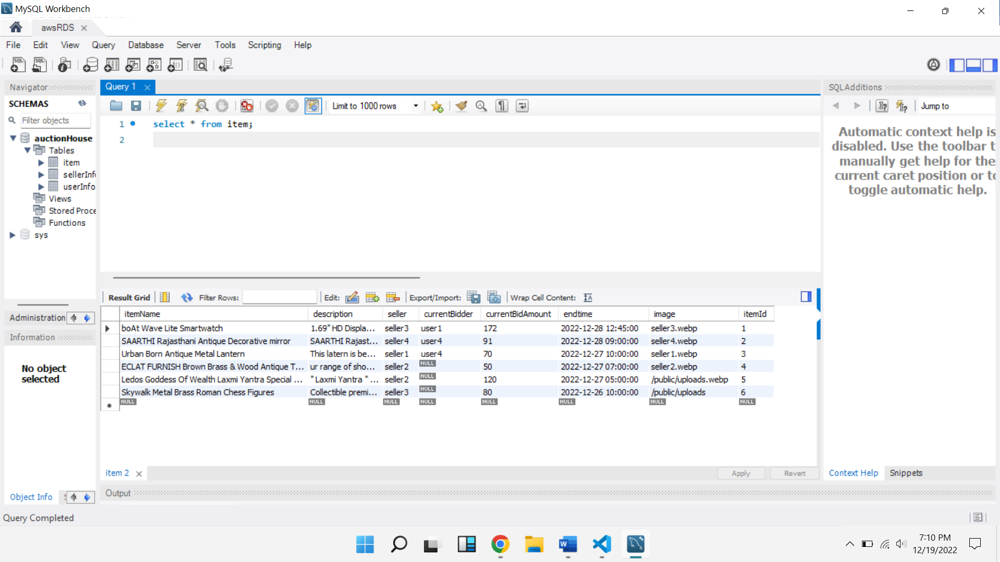 MySQL Workbench
awsRDS
File Edit View Query Database Server Tools Scripting Help
Navigator
SCHEMAS
Filter objects
auctionHouse
Tables
item
sellerInf
userInfo
Views
Stored Proce
Functions
sys
Administration
Information
No object
selected
Object Info
Query 1
Limit to 1000 rows
1 select * from item;
2
Result Grid Filter Rows: Edit: Export/Import: Wrap Cell Content:
itemName description seller currentBidder currentBidAmount endtime image itemId
boAt Wave Lite Smartwatch 1.69" HD Displa... seller3 user1 172 2022-12-28 12:45:00 seller3.webp 1
SAARTHI Rajasthani Antique Decorative mirror SAARTHI Rajast... seller4 user4 91 2022-12-28 09:00:00 seller4.webp 2
Urban Born Antique Metal Lantern This latern is be... seller1 user4 70 2022-12-27 10:00:00 seller1.webp 3
ECLAT FURNISH Brown Brass & Wood Antique T... ur range of sho... seller2 NULL 50 2022-12-27 07:00:00 seller2.webp 4
Ledos Goddess Of Wealth Laxmi Yantra Special ... " Laxmi Yantra " ... seller2 NULL 120 2022-12-27 05:00:00 /public/uploads.webp 5
Skywalk Metal Brass Roman Chess Figures Collectible premi... seller3 NULL 80 2022-12-26 10:00:00 /public/uploads 6
NULL NULL NULL NULL NULL NULL NULL NULL
item 2
Apply Revert
Output
SQLAdditions
Jump to
Automatic context help is
disabled. Use the toolbar t
manually get help for the
current caret position or to
toggle automatic help.
Context Help Snippets
Query Completed
7:10 PM
12/19/2022